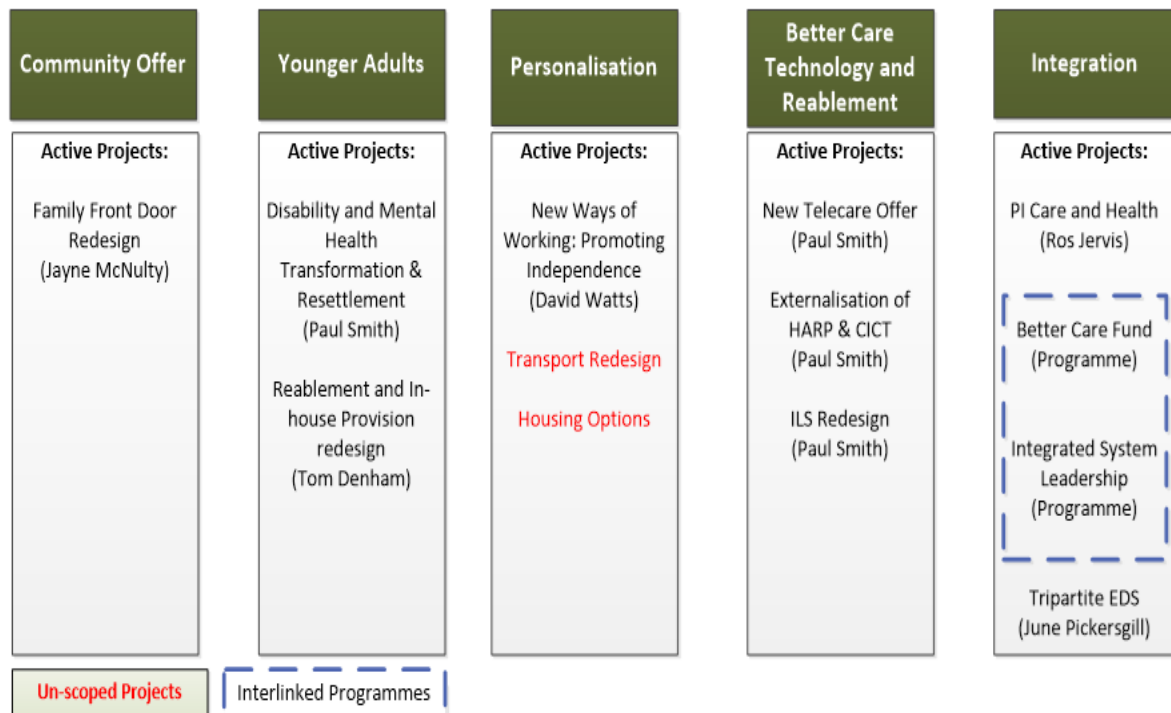 Community Offer
Active Projects:
Family Front Door
Redesign
(Jayne McNulty)
Younger Adults
Active Projects:
Disability and Mental
Health
Transformation &
Resettlement
(Paul Smith)
Reablement and In-
house Provision
redesign
(Tom Denham)
Personalisation
Active Projects:
New Ways of
Working: Promoting
Independence
(David Watts)
Transport Redesign
Housing Options
Better Care
Technology and
Reablement
Active Projects:
New Telecare Offer
(Paul Smith)
Externalisation of
HARP & CICT
(Paul Smith)
ILS Redesign
(Paul Smith)
Integration
Active Projects:
PI Care and Health
(Ros Jervis)
Better Care Fund
(Programme)
Integrated System
Leadership
(Programme)
Tripartite EDS
(June Pickersgill)
Un-scoped Projects
Interlinked Programmes